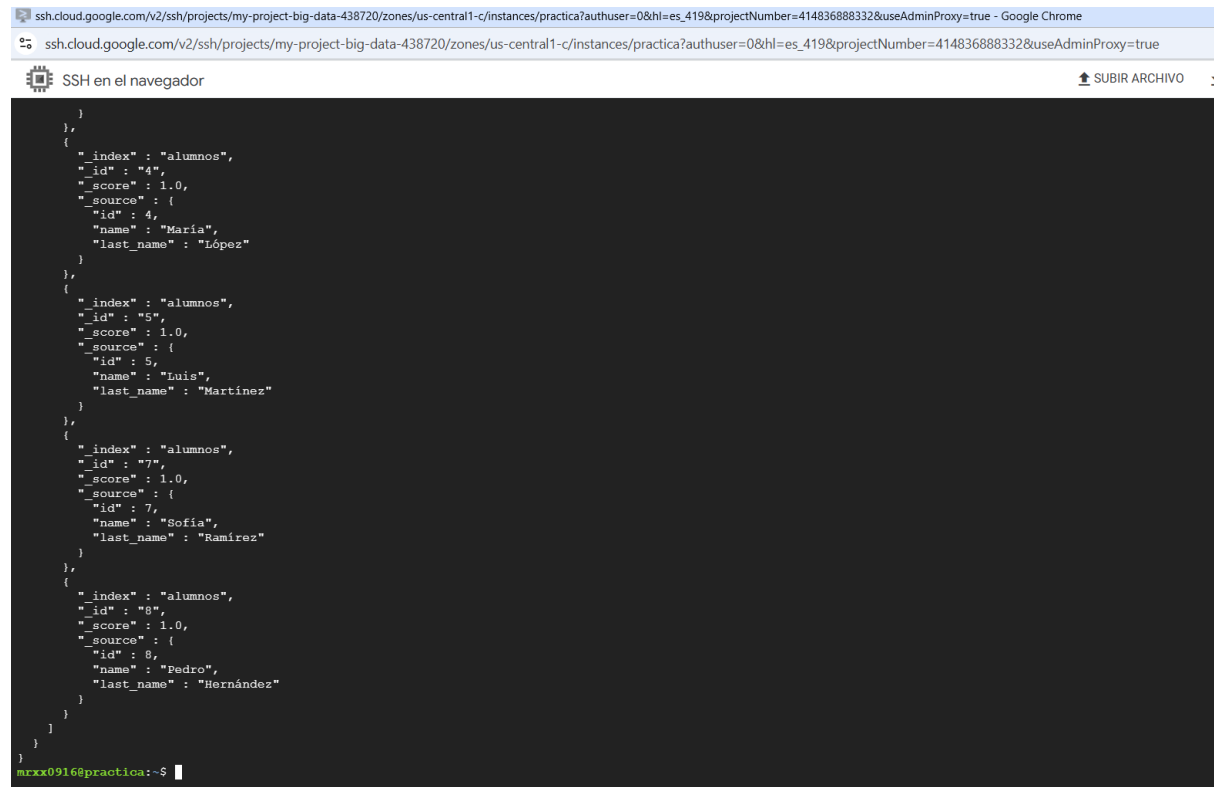 ssh.cloud.google.com/v2/ssh/projects/my-project-big-data-438720/zones/us-central1-c/instances/practica?authuser=0&hl=es_419&projectNumber=414836888332&useAdminProxy=true - Google Chrome
ssh.cloud.google.com/v2/ssh/projects/my-project-big-data-438720/zones/us-central1-c/instances/practica?authuser=0&hl=es_419&projectNumber=414836888332&useAdminProxy=true
SSH en el navegador SUBIR ARCHIVO
        }
      },
      {
        "_index" : "alumnos",
        "_id" : "4",
        "_score" : 1.0,
        "_source" : {
          "id" : 4,
          "name" : "María",
          "last_name" : "López"
        }
      },
      {
        "_index" : "alumnos",
        "_id" : "5",
        "_score" : 1.0,
        "_source" : {
          "id" : 5,
          "name" : "Luis",
          "last_name" : "Martínez"
        }
      },
      {
        "_index" : "alumnos",
        "_id" : "7",
        "_score" : 1.0,
        "_source" : {
          "id" : 7,
          "name" : "Sofía",
          "last_name" : "Ramírez"
        }
      },
      {
        "_index" : "alumnos",
        "_id" : "8",
        "_score" : 1.0,
        "_source" : {
          "id" : 8,
          "name" : "Pedro",
          "last_name" : "Hernández"
        }
      }
    ]
  }
}
mrxx0916@practica:~$